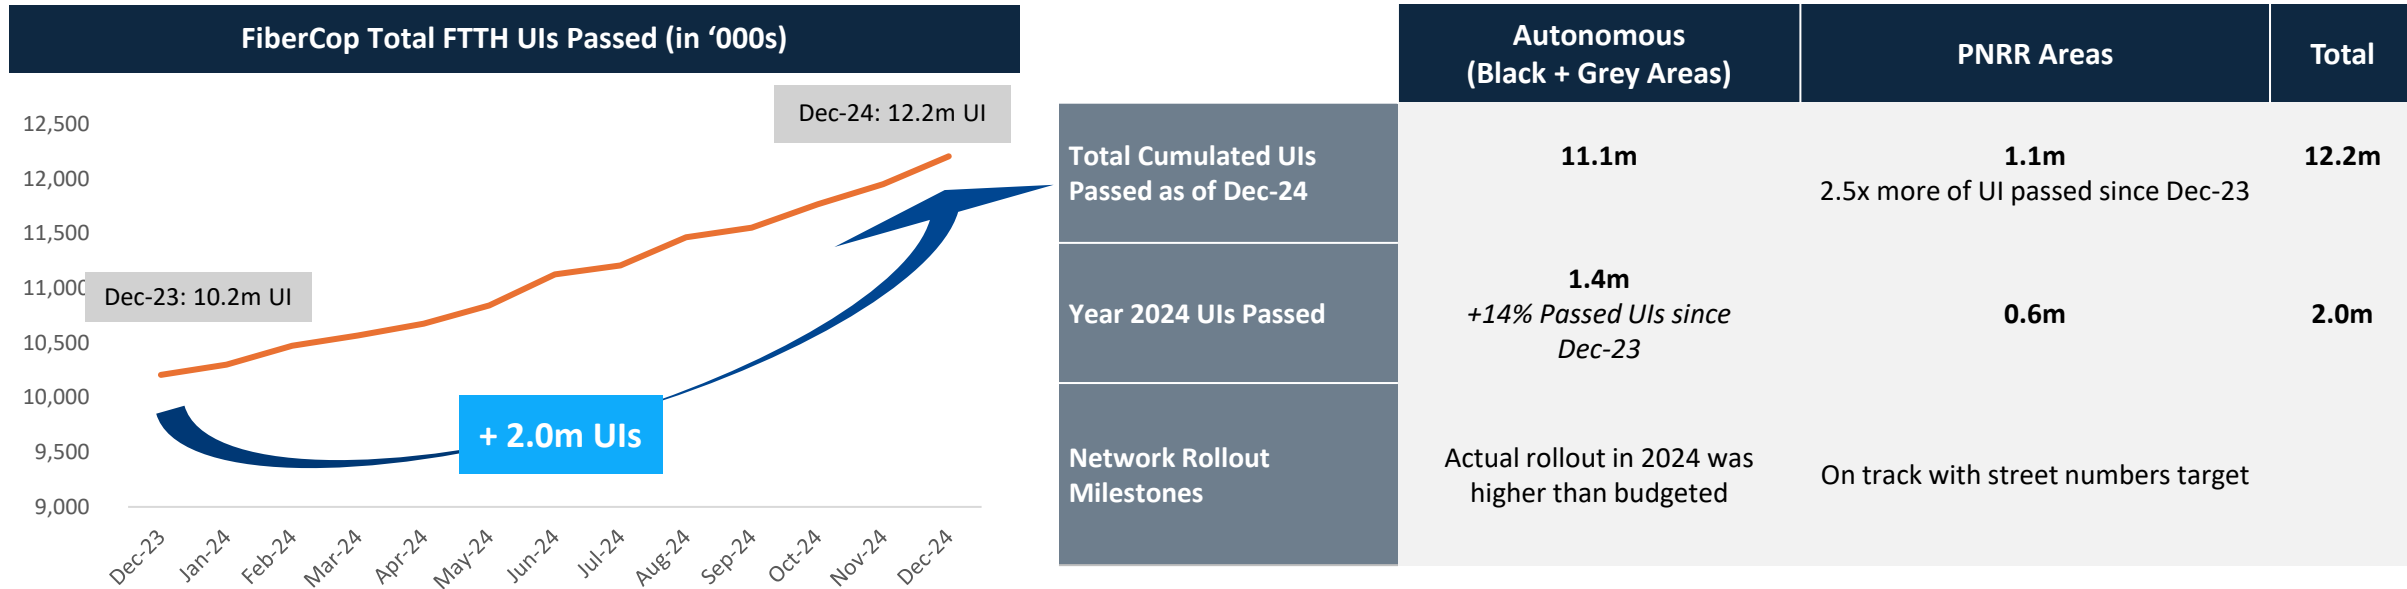 FiberCop Total FTTH UIs Passed (in ‘000s)
12,500
12,000
11,500
11,000
10,500
10,000
9,500
9,000
Dec-23: 10.2m UI
Dec-24: 12.2m UI
+ 2.0m UIs
Dec-23
Jan-24
Feb-24
Mar-24
Apr-24
May-24
Jun-24
Jul-24
Aug-24
Sep-24
Oct-24
Nov-24
Dec-24
Autonomous
(Black + Grey Areas)
PNRR Areas
Total
Total Cumulated UIs
Passed as of Dec-24
11.1m
1.1m
2.5x more of UI passed since Dec-23
12.2m
Year 2024 UIs Passed
1.4m
+14% Passed UIs since
Dec-23
0.6m
2.0m
Network Rollout
Milestones
Actual rollout in 2024 was
higher than budgeted
On track with street numbers target